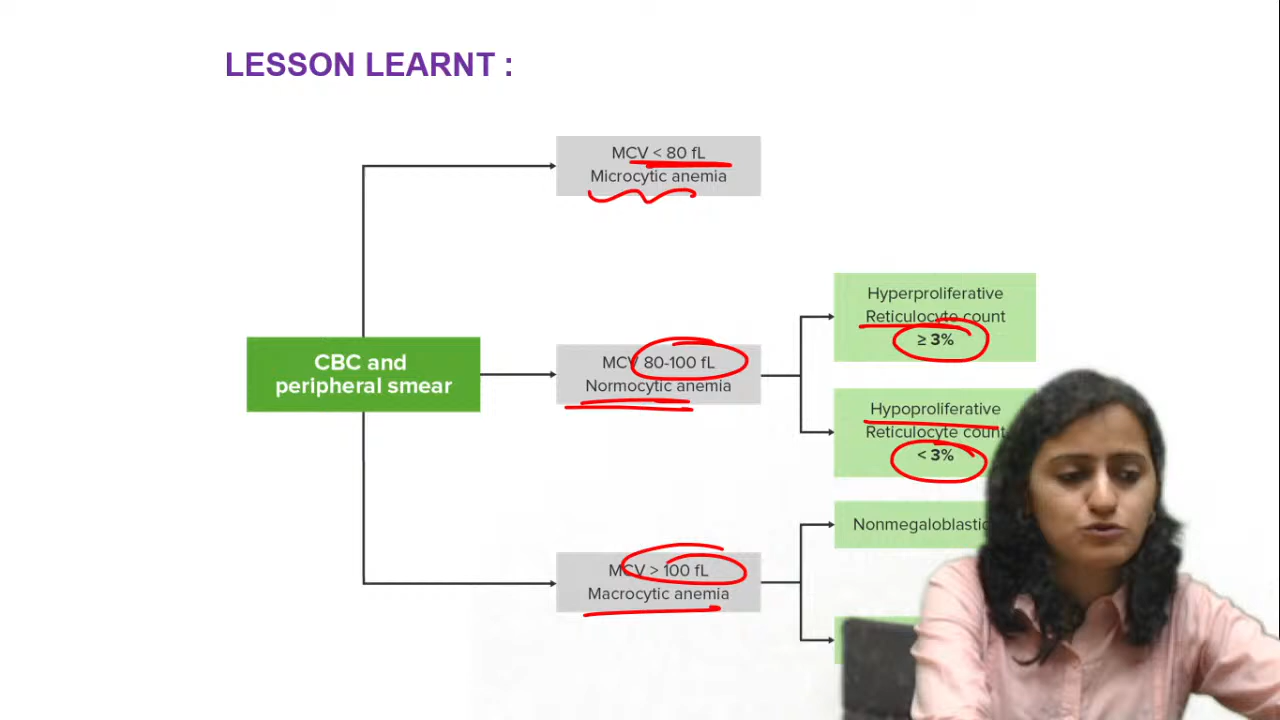 LESSON LEARNT :
MCV < 80 fL
Microcytic anemia
Hyperproliferative
Reticulocyte count
≥ 3%
CBC and
peripheral smear
MCV 80-100 fL
Normocytic anemia
Hypoproliferative
Reticulocyte count
< 3%
Nonmegaloblastic
MCV > 100 fL
Macrocytic anemia